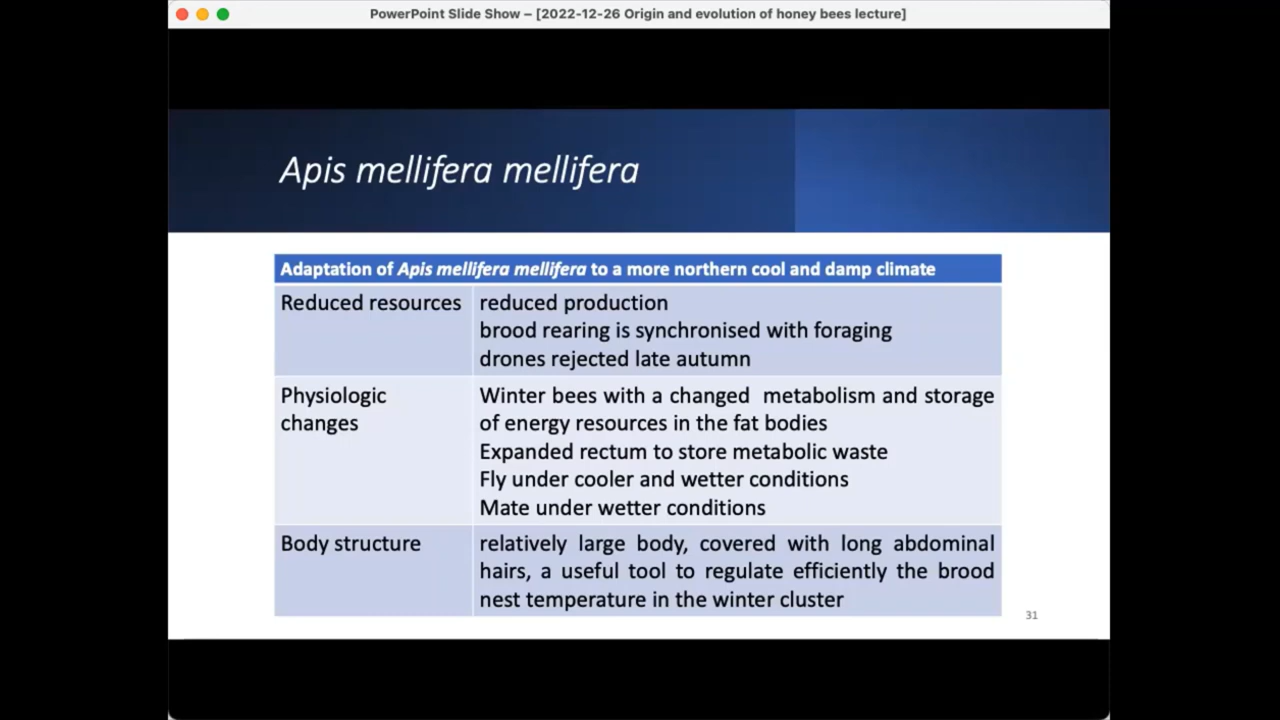 PowerPoint Slide Show – [2022-12-26 Origin and evolution of honey bees lecture]
Apis mellifera mellifera
Adaptation of Apis mellifera mellifera to a more northern cool and damp climate
Reduced resources
reduced production
brood rearing is synchronised with foraging
drones rejected late autumn
Physiologic
changes
Winter bees with a changed metabolism and storage
of energy resources in the fat bodies
Expanded rectum to store metabolic waste
Fly under cooler and wetter conditions
Mate under wetter conditions
Body structure
relatively large body, covered with long abdominal
hairs, a useful tool to regulate efficiently the brood
nest temperature in the winter cluster
31